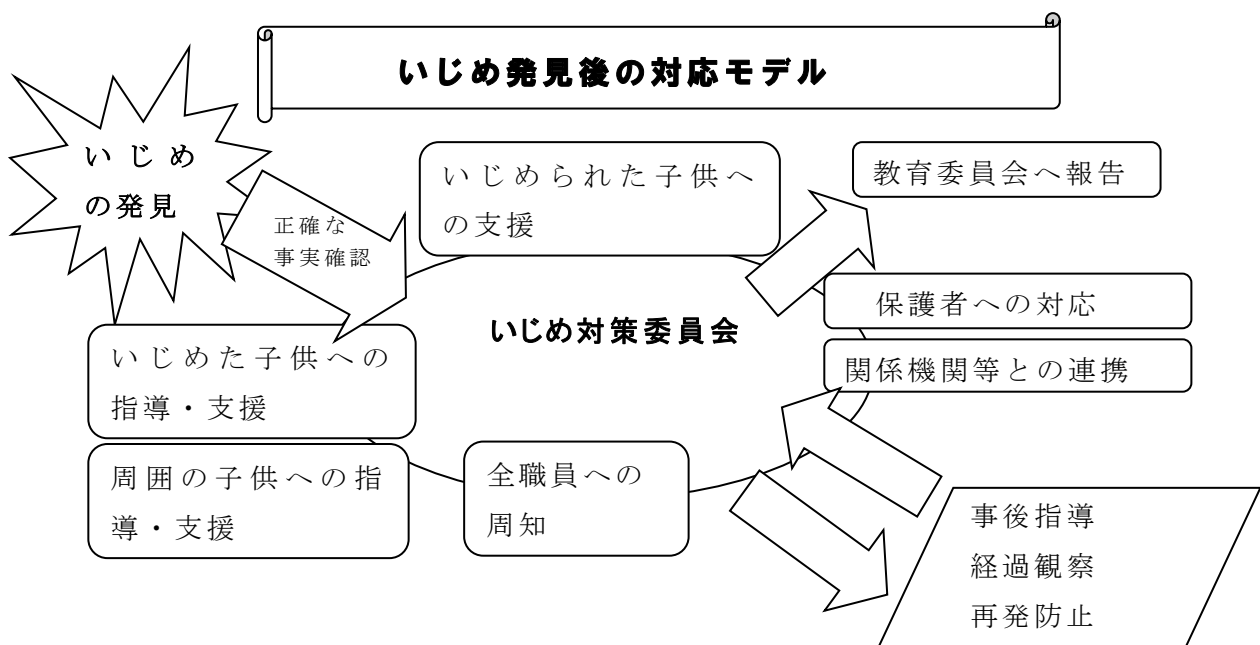 いじめ発見後の対応モデル
いじめ
の発見
正確な
事実確認
いじめられた子供へ
の支援
教育委員会へ報告
保護者への対応
関係機関等との連携
いじめ対策委員会
いじめた子供への
指導・支援
周囲の子供への指
導・支援
全職員への
周知
事後指導
経過観察
再発防止